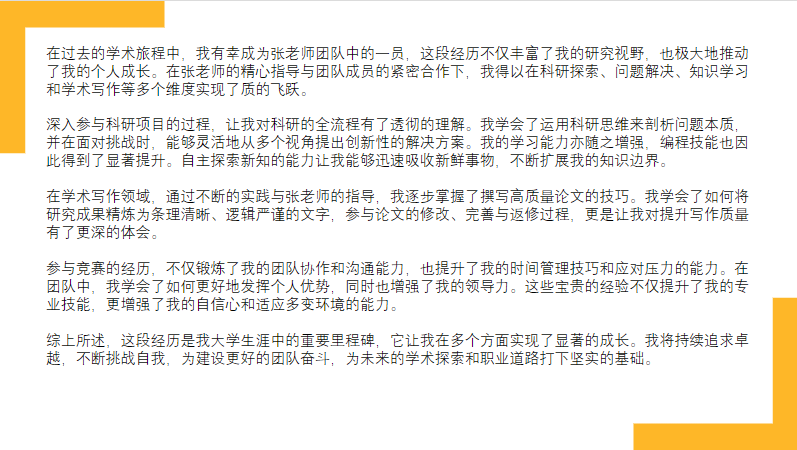 在过去的学术旅程中，我有幸成为张老师团队中的一员，这段经历不仅丰富了我的研究视野，也极大地推动
了我的个人成长。在张老师的精心指导与团队成员的紧密合作下，我得以在科研探索、问题解决、知识学习
和学术写作等多个维度实现了质的飞跃。
深入参与科研项目的过程，让我对科研的全流程有了透彻的理解。我学会了运用科研思维来剖析问题本质，
并在面对挑战时，能够灵活地从多个视角提出创新性的解决方案。我的学习能力亦随之增强，编程技能也因
此得到了显著提升。自主探索新知的能力让我能够迅速吸收新鲜事物，不断扩展我的知识边界。
在学术写作领域，通过不断的实践与张老师的指导，我逐步掌握了撰写高质量论文的技巧。我学会了如何将
研究成果精炼为条理清晰、逻辑严谨的文字，参与论文的修改、完善与返修过程，更是让我对提升写作质量
有了更深的体会。
参与竞赛的经历，不仅锻炼了我的团队协作和沟通能力，也提升了我的时间管理技巧和应对压力的能力。在
团队中，我学会了如何更好地发挥个人优势，同时也增强了我的领导力。这些宝贵的经验不仅提升了我的专
业技能，更增强了我的自信心和适应多变环境的能力。
综上所述，这段经历是我大学生涯中的重要里程碑，它让我在多个方面实现了显著的成长。我将持续追求卓
越，不断挑战自我，为建设更好的团队奋斗，为未来的学术探索和职业道路打下坚实的基础。